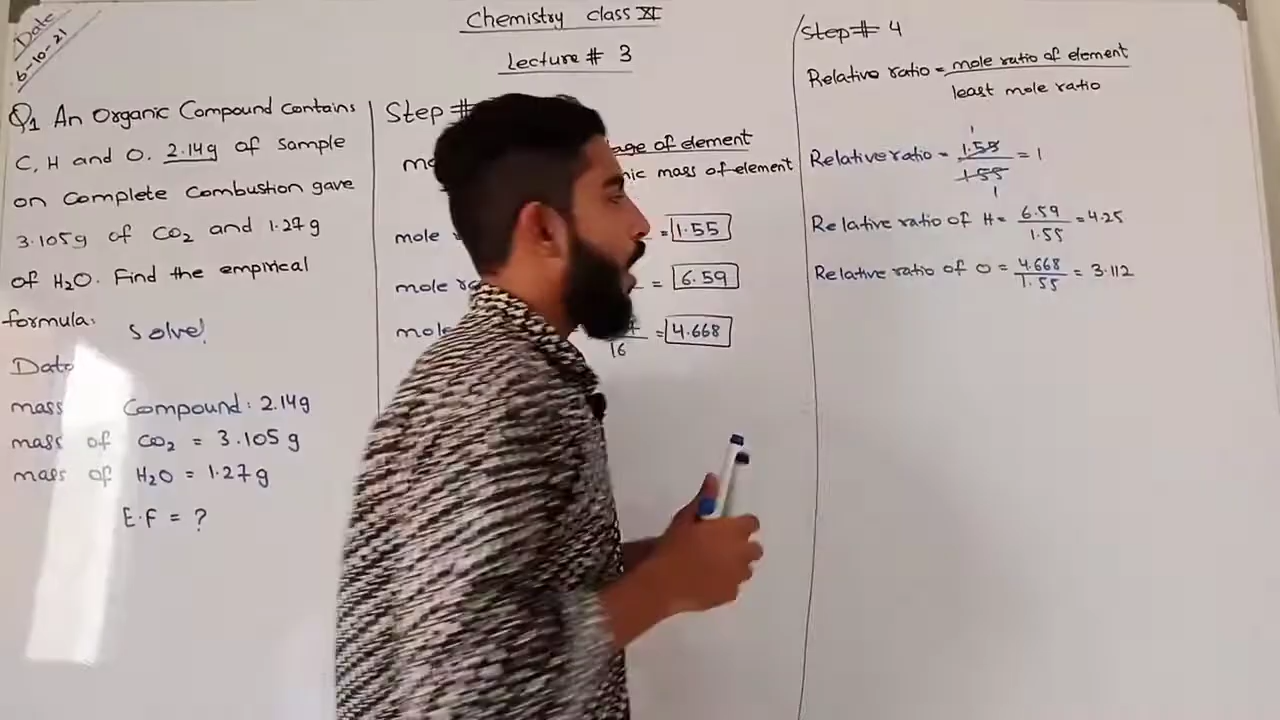 Date
6-10-21
Chemistry class XI
Lecture # 3
Q1 An Organic Compound contains
C, H and O. 2.14g of sample
on Complete Combustion gave
3.105g of CO2 and 1.27g
of H2O. Find the empirical
formula.
Solve!
Data
mass Compound: 2.14g
mass of CO2 = 3.105 g
mass of H2O = 1.27g
E.F = ?
Step #
age of element
mass of element
mole = 1.55
mole = 6.59
mole 16 = 4.668
Step # 4
Relative ratio = mole ratio of element
least mole ratio
Relative ratio = 1.55 / 1.55 = 1
Relative ratio of H = 6.59 / 1.55 = 4.25
Relative ratio of O = 4.668 / 1.55 = 3.112